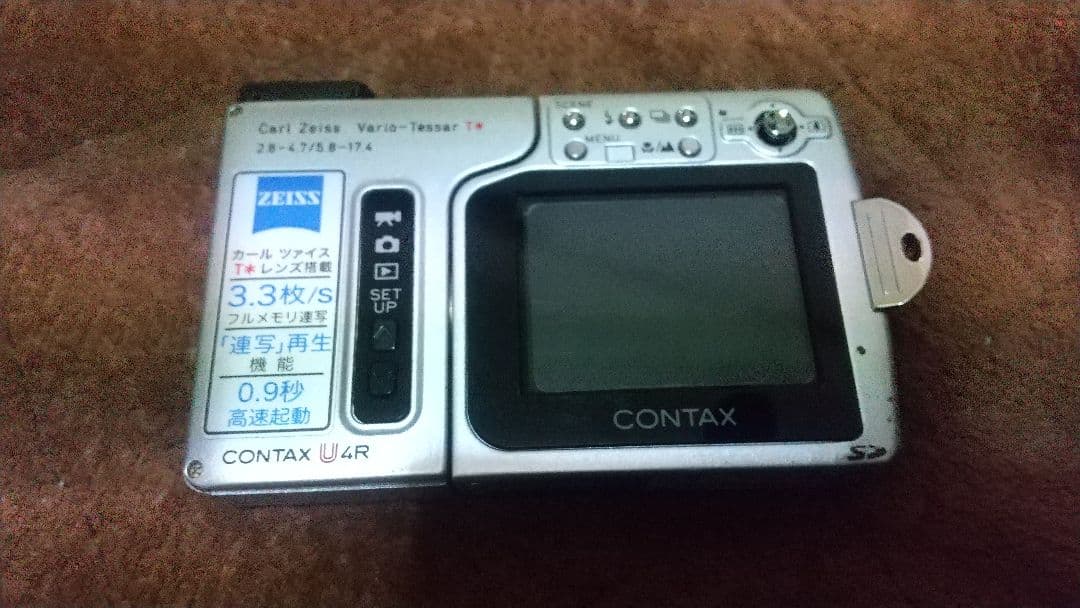 Carl Zeiss Vario-Tessar T*
2.8-4.7/5.8-17.4
ZEISS
カール ツァイス
T* レンズ搭載
3.3枚/s
フルメモリ連写
「連写」再生
機能
0.9秒
高速起動
SET
UP
CONTAX U4R
SCENE
MENU
CONTAX
SD